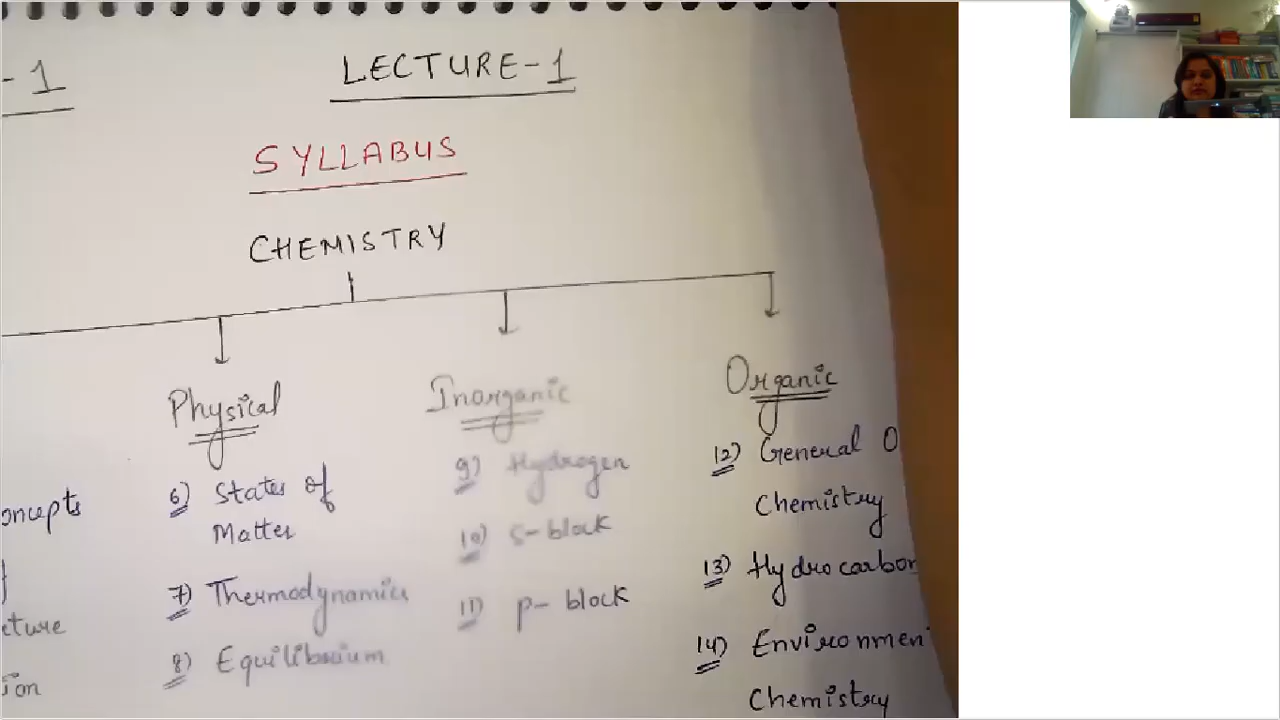 -1
LECTURE-1
SYLLABUS
CHEMISTRY
Physical
Inorganic
Organic
oncepts
6) States of
Matter
7) Thermodynamics
8) Equilibrium
cture
ion
9) Hydrogen
10) s-block
11) p-block
12) General O
Chemistry
13) Hydrocarbon
14) Environmen
Chemistry